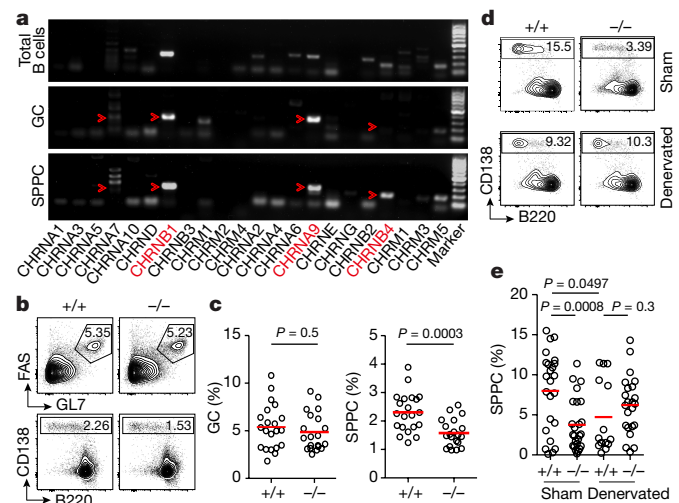 a
Total
B cells
GC
SPPC
CHRNA1
CHRNA3
CHRNA5
CHRNA7
CHRNA10
CHRND
CHRNB1
CHRNB3
CHRM1
CHRM2
CHRM4
CHRNA2
CHRNA4
CHRNA6
CHRNA9
CHRNE
CHRNG
CHRNB2
CHRNB4
CHRM1
CHRM3
CHRM5
Marker
b
+/+ −/−
5.35 5.23
FAS
GL7
2.26 1.53
CD138
B220
c
15
10
5
0
GC (%)
P = 0.5
+/+ −/−
5
4
3
2
1
0
SPPC (%)
P = 0.0003
+/+ −/−
d
+/+ −/−
15.5 3.39
Sham
9.32 10.3
Denervated
CD138
B220
e
P = 0.0497
P = 0.0008 P = 0.3
20
15
10
5
0
SPPC (%)
+/+ −/− +/+ −/−
Sham Denervated